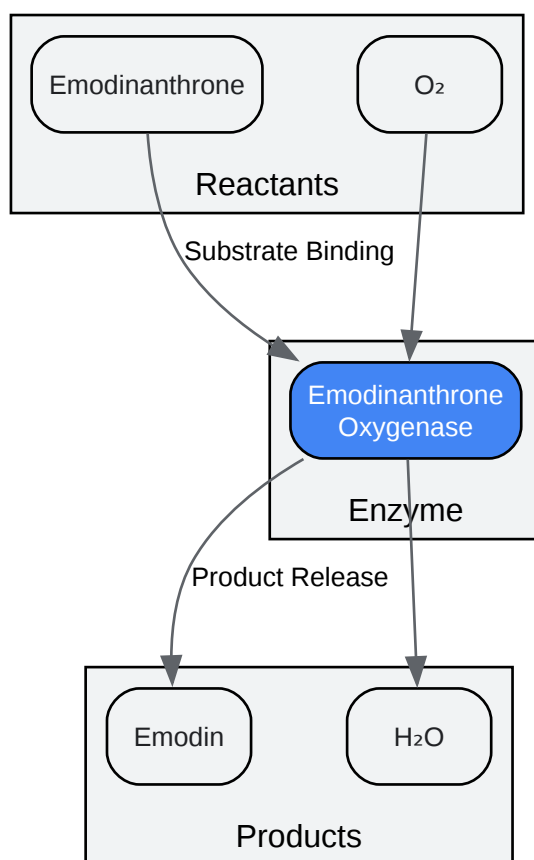 Emodinanthrone
O₂
Reactants
Substrate Binding
Emodinanthrone
Oxygenase
Enzyme
Product Release
Emodin
H₂O
Products